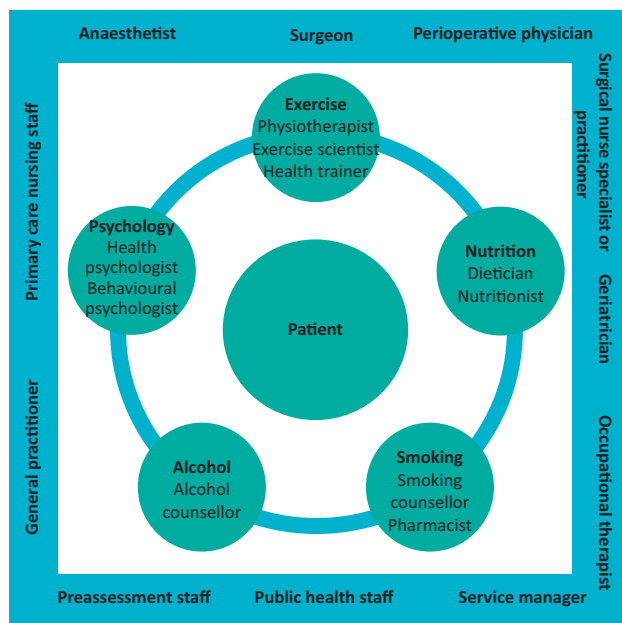 Anaesthetist
Surgeon
Perioperative physician
Primary care nursing staff
General practitioner
Exercise
Physiotherapist
Exercise scientist
Health trainer
Psychology
Health
psychologist
Behavioural
psychologist
Nutrition
Dietician
Nutritionist
Patient
Alcohol
Alcohol
counsellor
Smoking
Smoking
counsellor
Pharmacist
Surgical nurse specialist or
practitioner
Geriatrician
Occupational therapist
Preassessment staff
Public health staff
Service manager